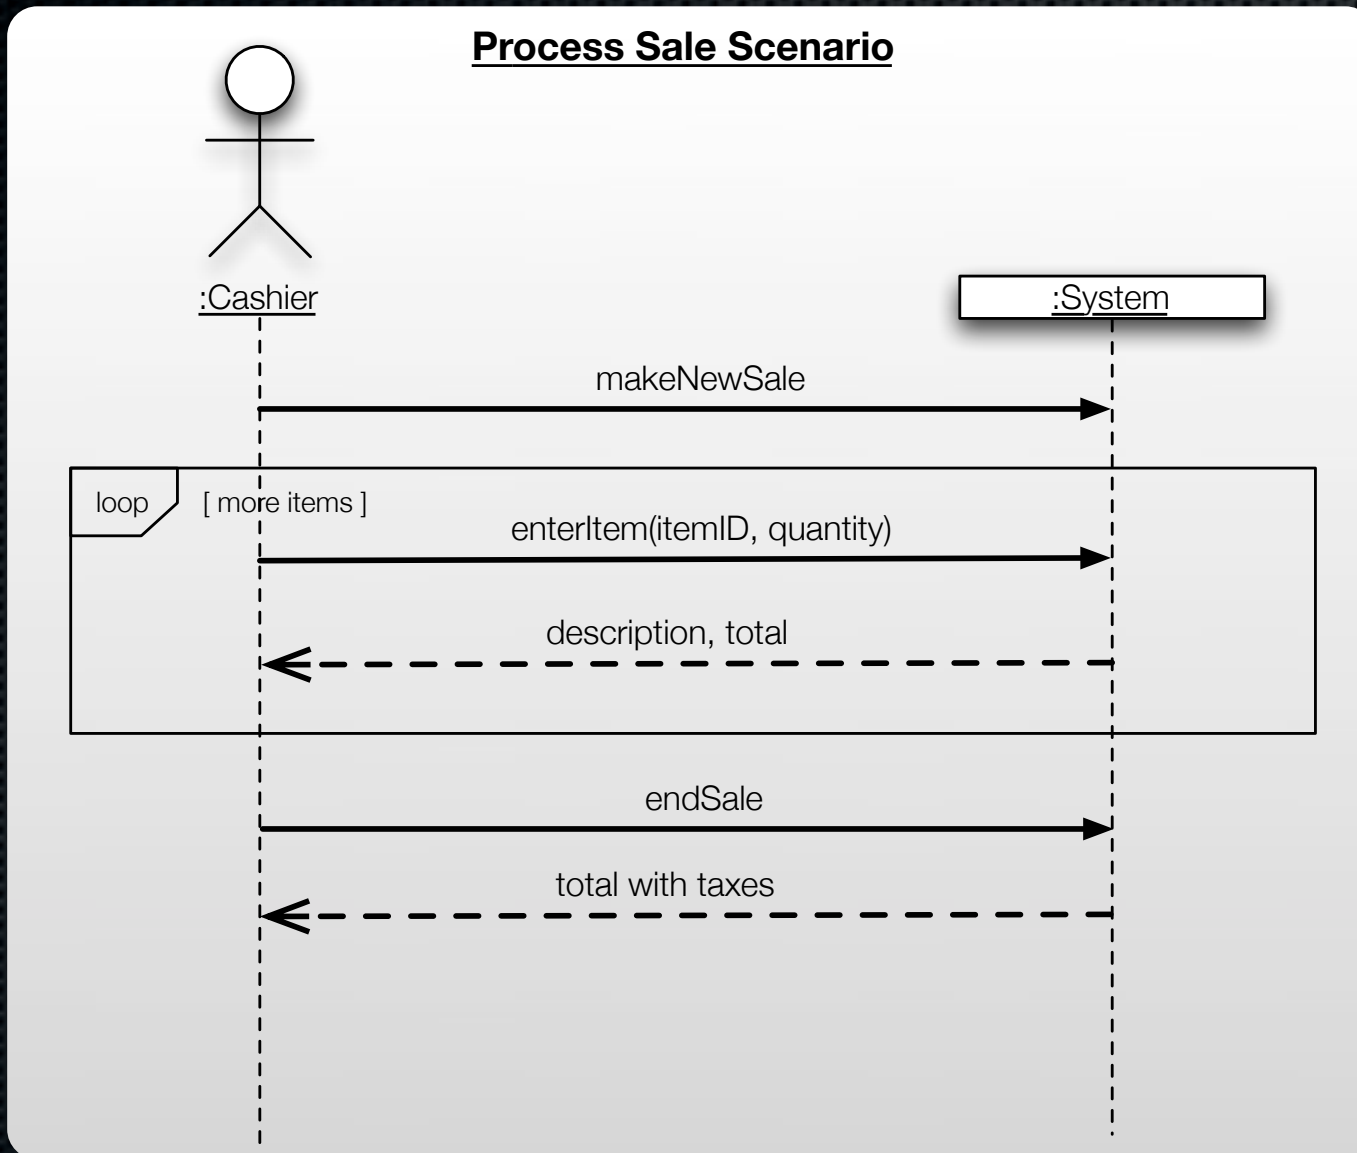 Process Sale Scenario
:Cashier
:System
makeNewSale
loop
[ more items ]
enterItem(itemID, quantity)
description, total
endSale
total with taxes